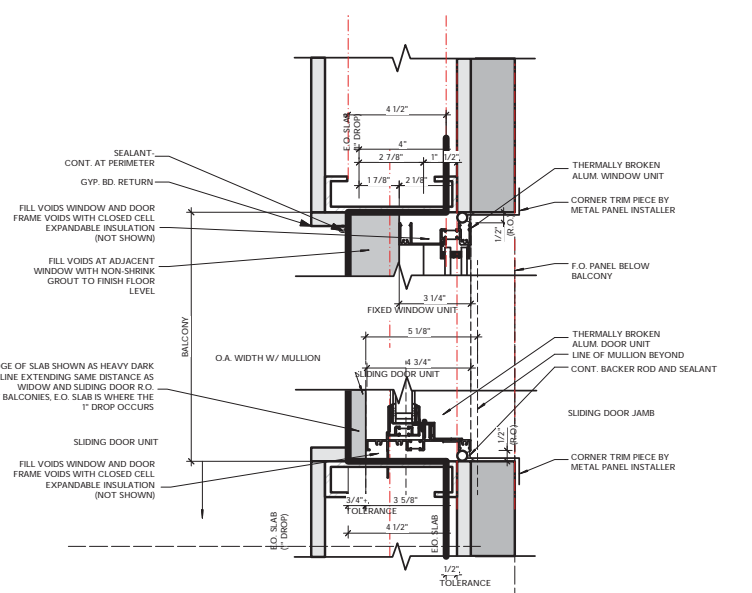 4 1/2"
E.O. SLAB
(1" DROP)
4"
2 7/8"
1"
1/2"
1 7/8"
2 1/8"
SEALANT-
CONT. AT PERIMETER
GYP. BD. RETURN
FILL VOIDS WINDOW AND DOOR
FRAME VOIDS WITH CLOSED CELL
EXPANDABLE INSULATION
(NOT SHOWN)
FILL VOIDS AT ADJACENT
WINDOW WITH NON-SHRINK
GROUT TO FINISH FLOOR
LEVEL
THERMALLY BROKEN
ALUM. WINDOW UNIT
CORNER TRIM PIECE BY
METAL PANEL INSTALLER
1/2"
(R.O.)
F.O. PANEL BELOW
BALCONY
3 1/4"
FIXED WINDOW UNIT
5 1/8"
BALCONY
O.A. WIDTH W/ MULLION
4 3/4"
SLIDING DOOR UNIT
THERMALLY BROKEN
ALUM. DOOR UNIT
LINE OF MULLION BEYOND
CONT. BACKER ROD AND SEALANT
GE OF SLAB SHOWN AS HEAVY DARK
LINE EXTENDING SAME DISTANCE AS
WIDOW AND SLIDING DOOR R.O.
BALCONIES, E.O. SLAB IS WHERE THE
1" DROP OCCURS
SLIDING DOOR JAMB
SLIDING DOOR UNIT
1/2"
(R.O)
FILL VOIDS WINDOW AND DOOR
FRAME VOIDS WITH CLOSED CELL
EXPANDABLE INSULATION
(NOT SHOWN)
CORNER TRIM PIECE BY
METAL PANEL INSTALLER
3/4"+
TOLERANCE
3 5/8"
E.O. SLAB
(1" DROP)
4 1/2"
E.O. SLAB
1/2"
TOLERANCE